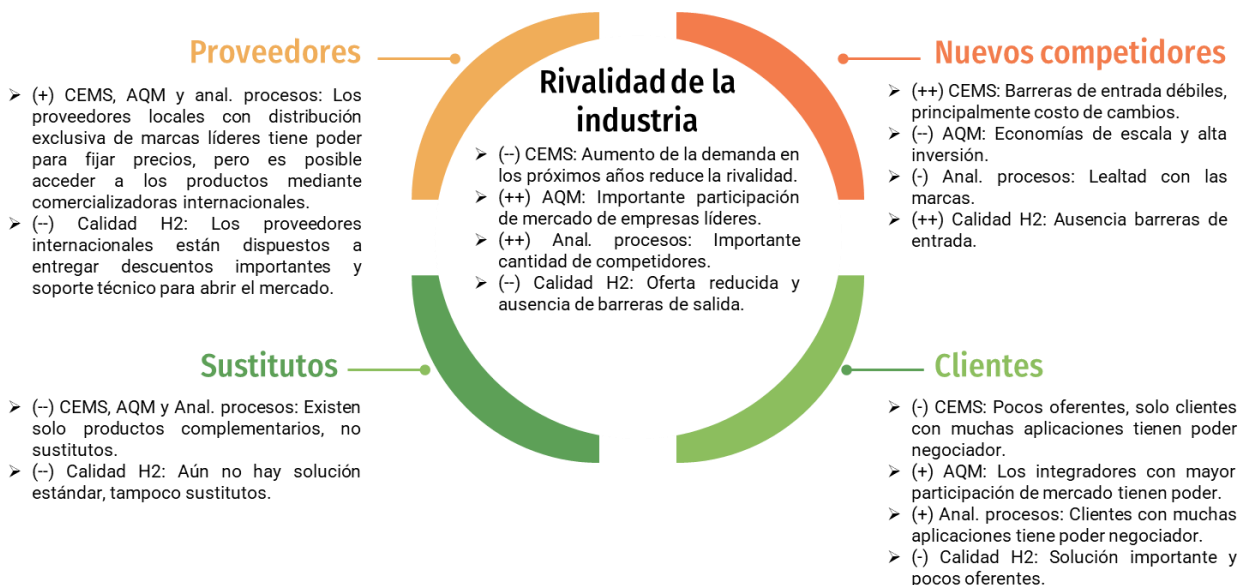 Proveedores
➢ (+) CEMS, AQM y anal. procesos: Los
proveedores locales con distribución
exclusiva de marcas líderes tiene poder
para fijar precios, pero es posible
acceder a los productos mediante
comercializadoras internacionales.
➢ (--) Calidad H2: Los proveedores
internacionales están dispuestos a
entregar descuentos importantes y
soporte técnico para abrir el mercado.
Rivalidad de la
industria
➢ (--) CEMS: Aumento de la demanda en
los próximos años reduce la rivalidad.
➢ (++) AQM: Importante participación
de mercado de empresas líderes.
➢ (++) Anal. procesos: Importante
cantidad de competidores.
➢ (--) Calidad H2: Oferta reducida y
ausencia de barreras de salida.
Nuevos competidores
➢ (++) CEMS: Barreras de entrada débiles,
principalmente costo de cambios.
➢ (--) AQM: Economías de escala y alta
inversión.
➢ (-) Anal. procesos: Lealtad con las
marcas.
➢ (++) Calidad H2: Ausencia barreras de
entrada.
Sustitutos
➢ (--) CEMS, AQM y Anal. procesos: Existen
solo productos complementarios, no
sustitutos.
➢ (--) Calidad H2: Aún no hay solución
estándar, tampoco sustitutos.
Clientes
➢ (-) CEMS: Pocos oferentes, solo clientes
con muchas aplicaciones tienen poder
negociador.
➢ (+) AQM: Los integradores con mayor
participación de mercado tienen poder.
➢ (+) Anal. procesos: Clientes con muchas
aplicaciones tiene poder negociador.
➢ (-) Calidad H2: Solución importante y
pocos oferentes.